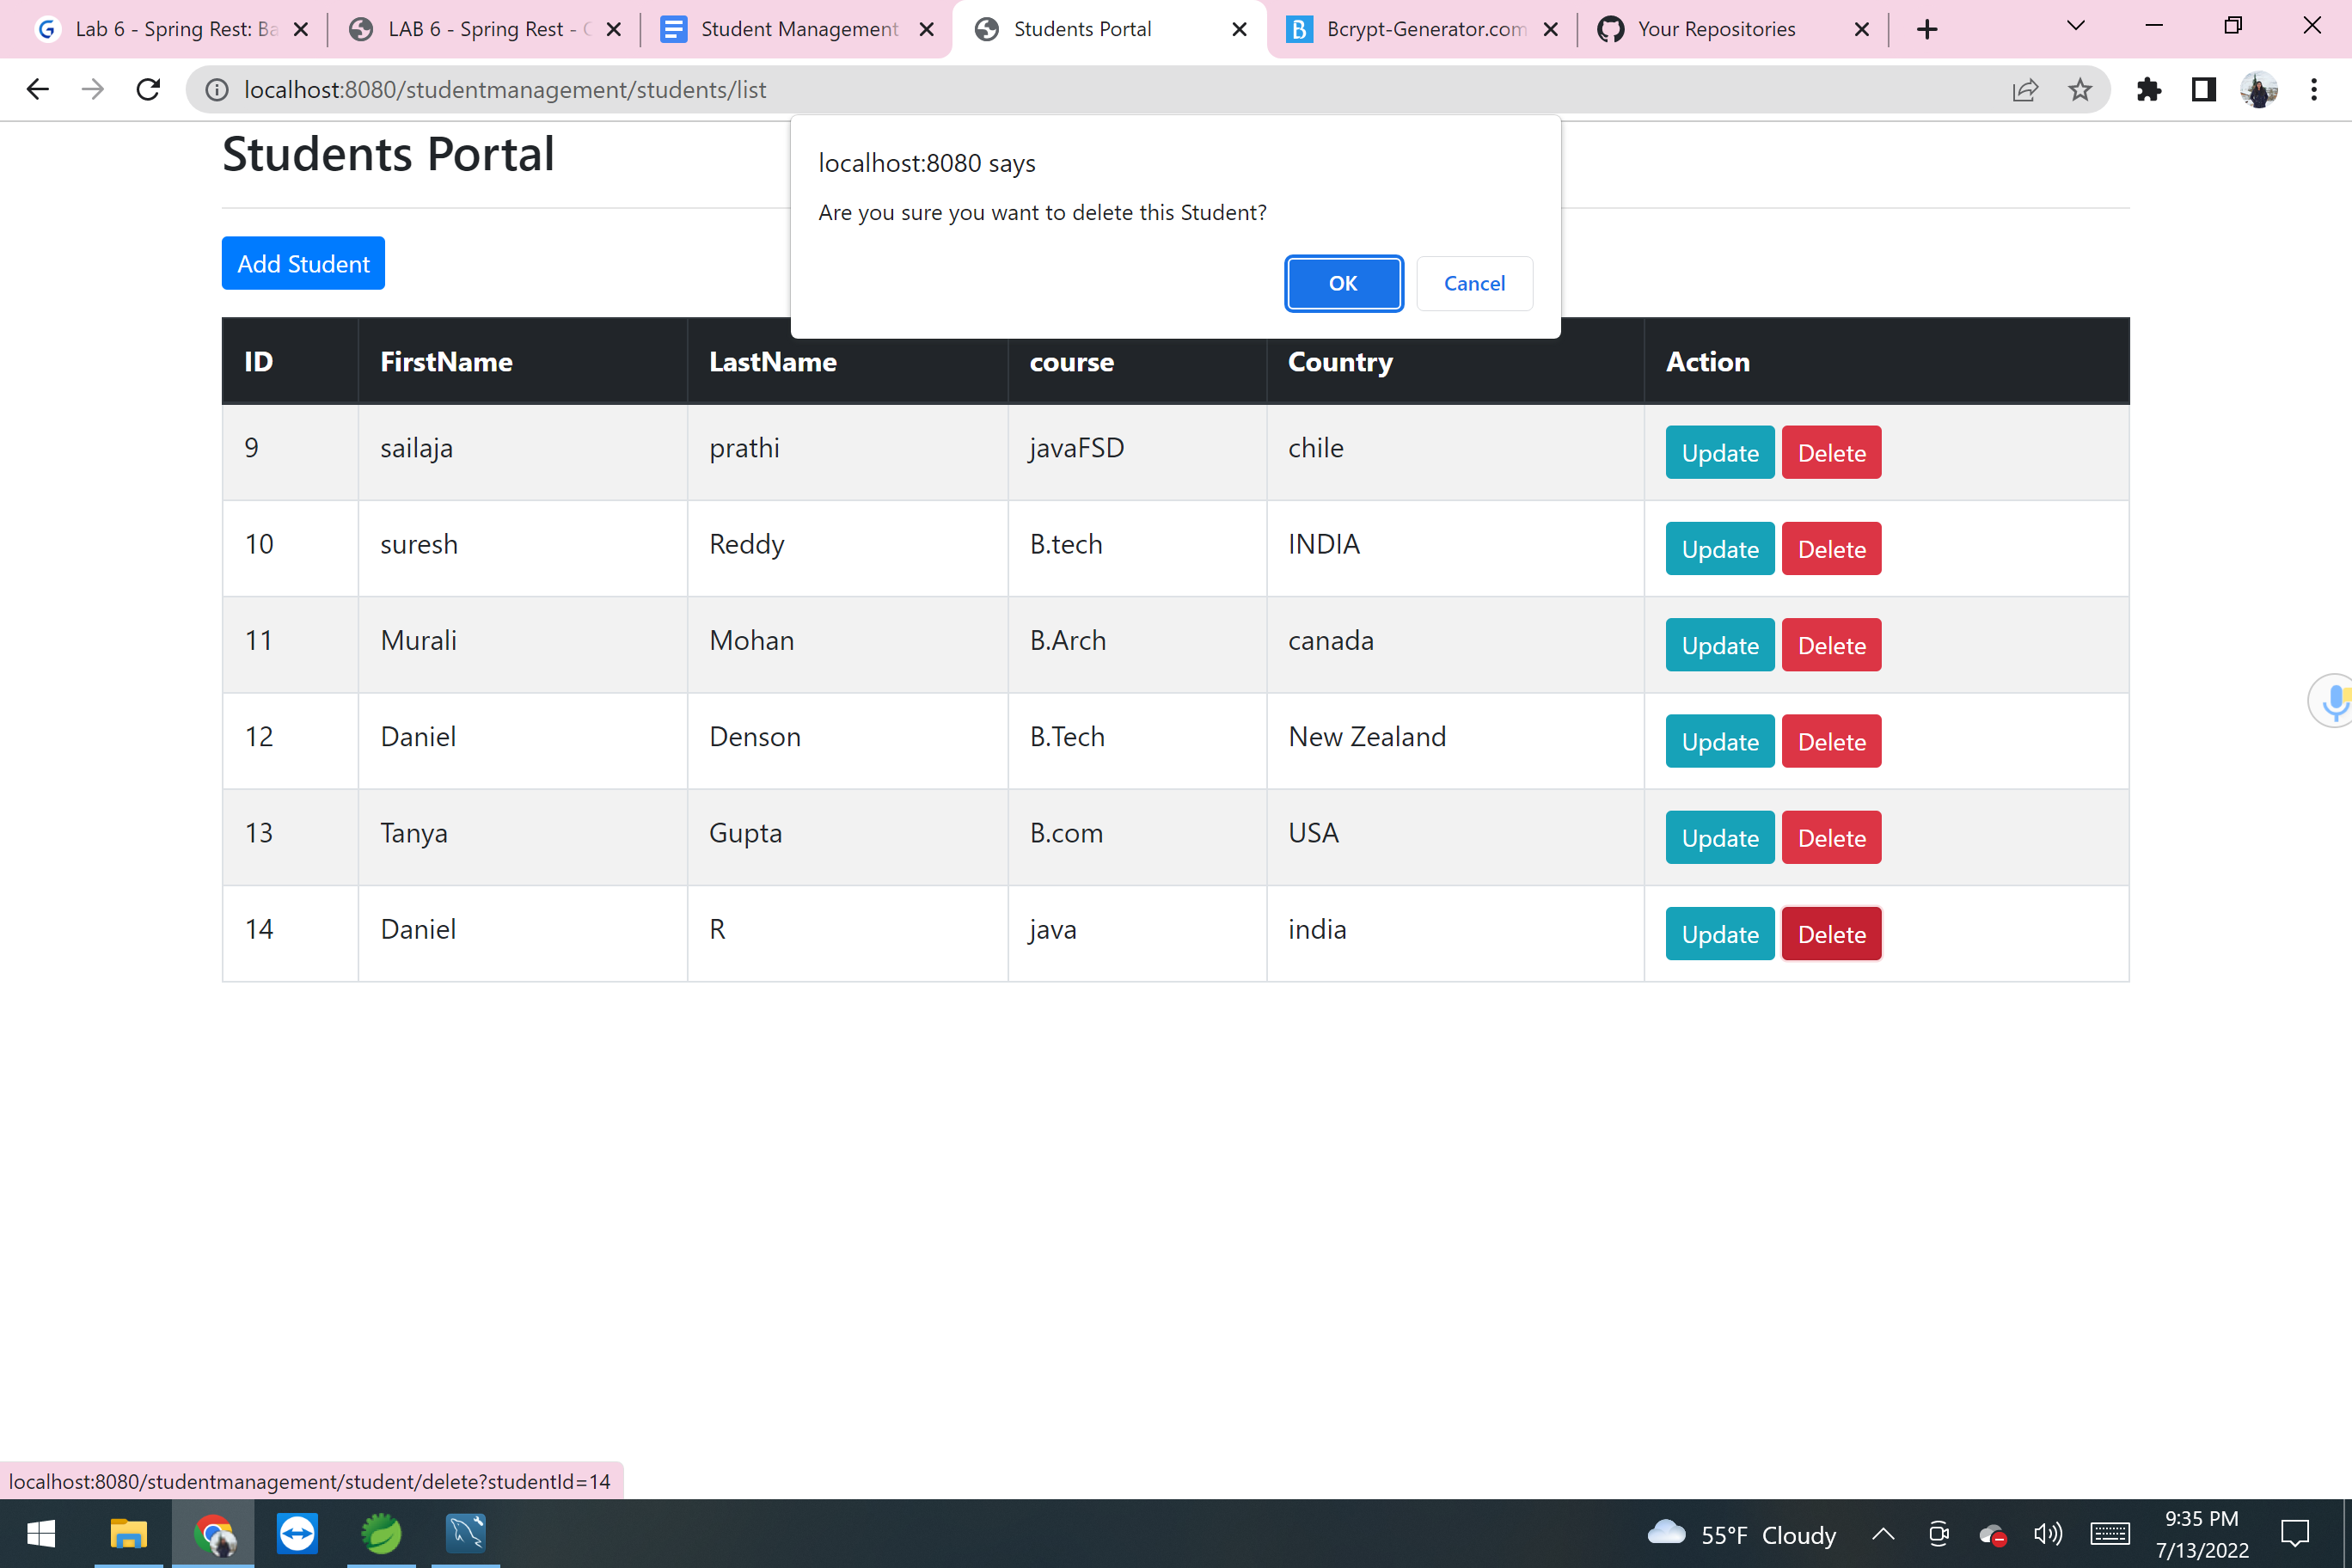 Lab 6 - Spring Rest: Ba
LAB 6 - Spring Rest -
Student Management
Students Portal
Bcrypt-Generator.com
Your Repositories
localhost:8080/studentmanagement/students/list
Students Portal
localhost:8080 says
Are you sure you want to delete this Student?
OK Cancel
Add Student
ID FirstName LastName course Country Action
9 sailaja prathi javaFSD chile Update Delete
10 suresh Reddy B.tech INDIA Update Delete
11 Murali Mohan B.Arch canada Update Delete
12 Daniel Denson B.Tech New Zealand Update Delete
13 Tanya Gupta B.com USA Update Delete
14 Daniel R java india Update Delete
localhost:8080/studentmanagement/student/delete?studentId=14
55°F Cloudy
9:35 PM
7/13/2022